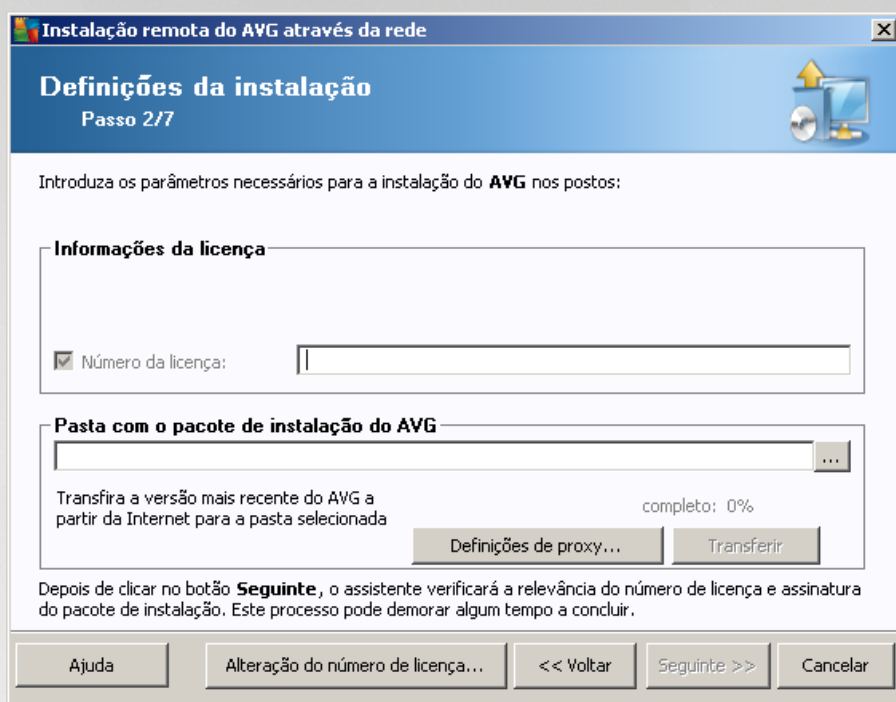 Instalação remota do AVG através da rede
Definições da instalação
Passo 2/7
Introduza os parâmetros necessários para a instalação do AVG nos postos:
Informações da licença
Número da licença:
Pasta com o pacote de instalação do AVG
...
Transfira a versão mais recente do AVG a
partir da Internet para a pasta selecionada
completo: 0%
Definições de proxy...
Transferir
Depois de clicar no botão Seguinte, o assistente verificará a relevância do número de licença e assinatura
do pacote de instalação. Este processo pode demorar algum tempo a concluir.
Ajuda
Alteração do número de licença...
<< Voltar
Seguinte >>
Cancelar